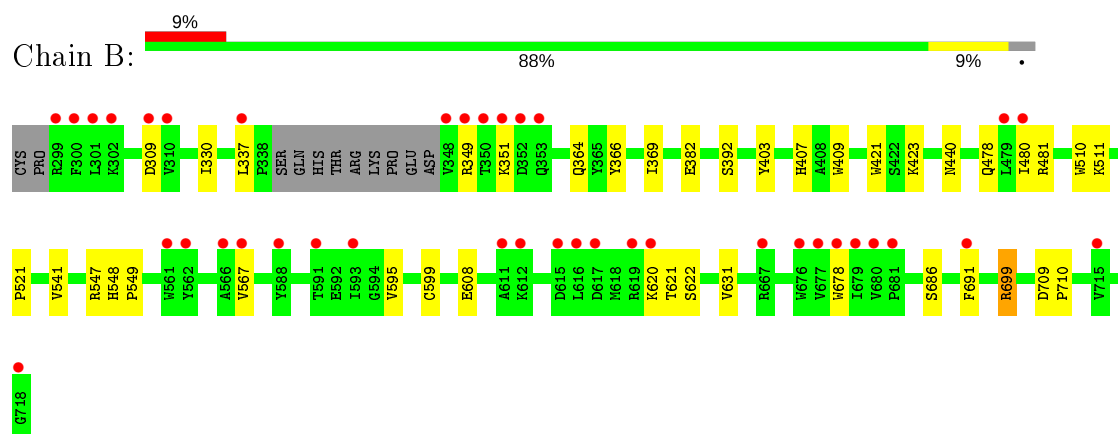 9%
Chain B:
88% 9% •
CYS PRO R299 F300 L301 K302 D309 V310 I330 L337 P338 SER GLN HIS THR ARG LYS PRO GLU ASP V348 R349 T350 K351 D352 Q353 Q364 Y365 Y366 I369 E382 S392 Y403 H407 A408 W409 W421 S422 K423 N440 Q478 L479 I480 R481 W510 K511
P521 V541 R547 H548 P549 W561 Y562 A566 V567 Y588 T591 E592 I593 G594 V595 C599 E608 A611 K612 D615 L616 D617 M618 R619 K620 T621 S622 V631 R667 W676 V677 W678 I679 V680 P681 S686 F691 R699 D709 P710 V715
G718